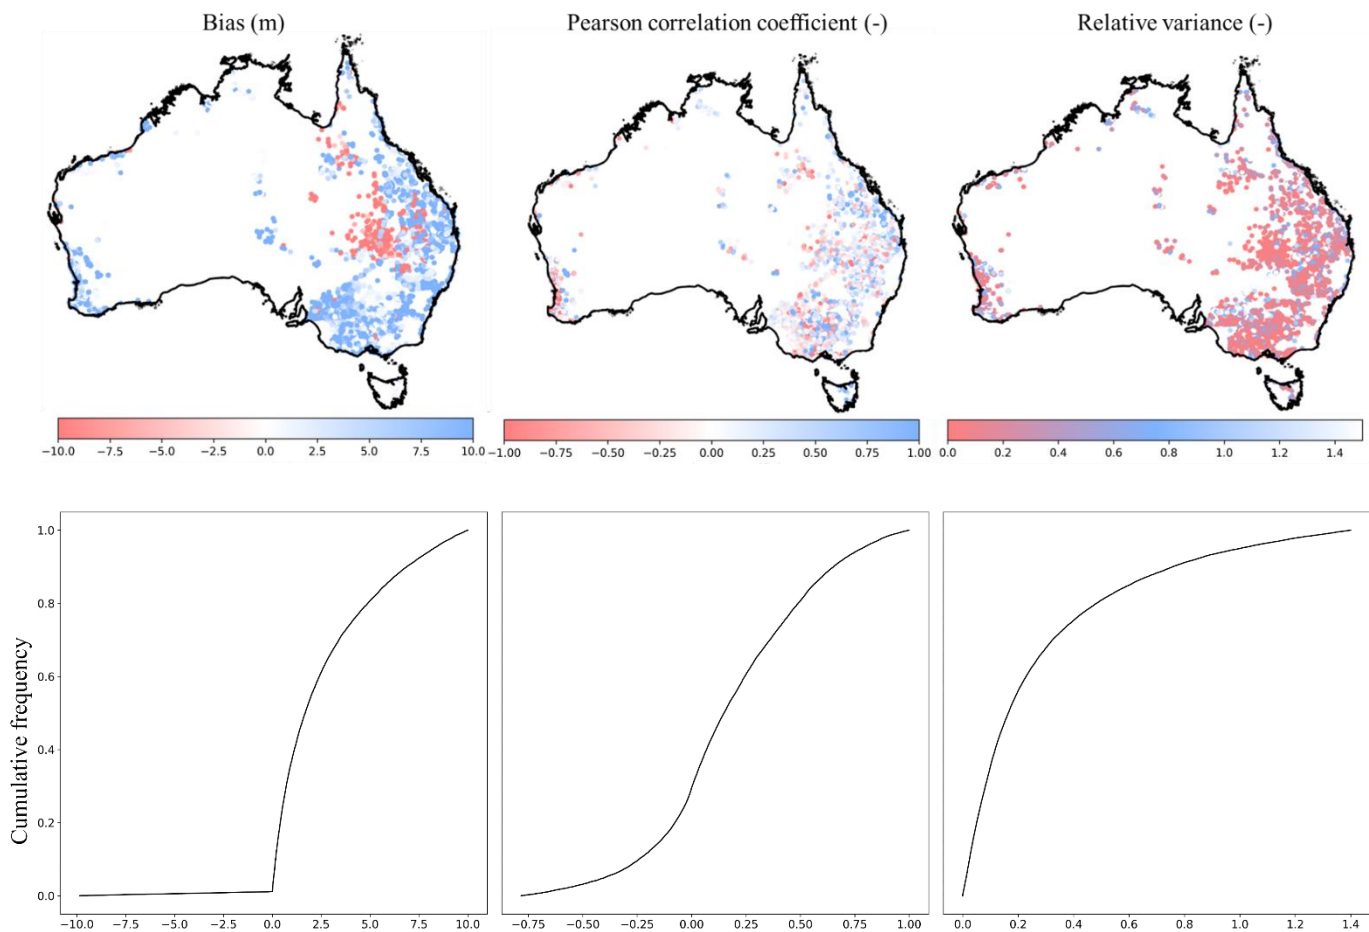 Bias (m) Pearson correlation coefficient (-) Relative variance (-)
−10.0 −7.5 −5.0 −2.5 0.0 2.5 5.0 7.5 10.0
−1.00 −0.75 −0.50 −0.25 0.00 0.25 0.50 0.75 1.00
0.0 0.2 0.4 0.6 0.8 1.0 1.2 1.4
Cumulative frequency
1.0
0.8
0.6
0.4
0.2
0.0
−10.0 −7.5 −5.0 −2.5 0.0 2.5 5.0 7.5 10.0
−0.75 −0.50 −0.25 0.00 0.25 0.50 0.75 1.00
0.0 0.2 0.4 0.6 0.8 1.0 1.2 1.4